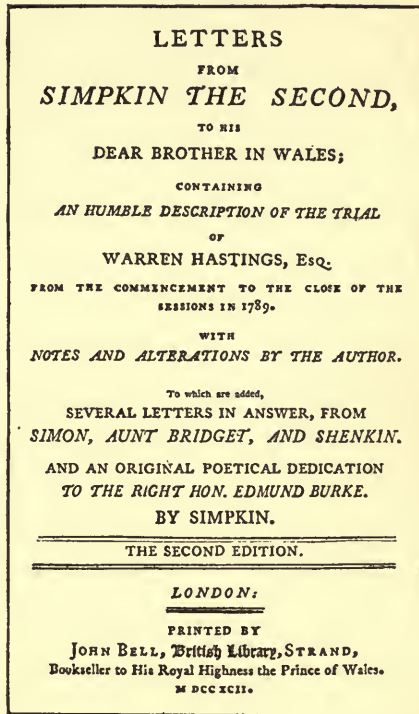 LETTERS
FROM
SIMPKIN THE SECOND,
TO HIS
DEAR BROTHER IN WALES;
CONTAINING
AN HUMBLE DESCRIPTION OF THE TRIAL
OF
WARREN HASTINGS, Esq.
FROM THE COMMENCEMENT TO THE CLOSE OF THE
SESSIONS IN 1789.
WITH
NOTES AND ALTERATIONS BY THE AUTHOR.
To which are added,
SEVERAL LETTERS IN ANSWER, FROM
SIMON, AUNT BRIDGET, AND SHENKIN.
AND AN ORIGINAL POETICAL DEDICATION
TO THE RIGHT HON. EDMUND BURKE.
BY SIMPKIN.
THE SECOND EDITION.
LONDON:
PRINTED BY
JOHN BELL, British Library, STRAND,
Bookseller to His Royal Highness the Prince of Wales.
M DCC XCII.